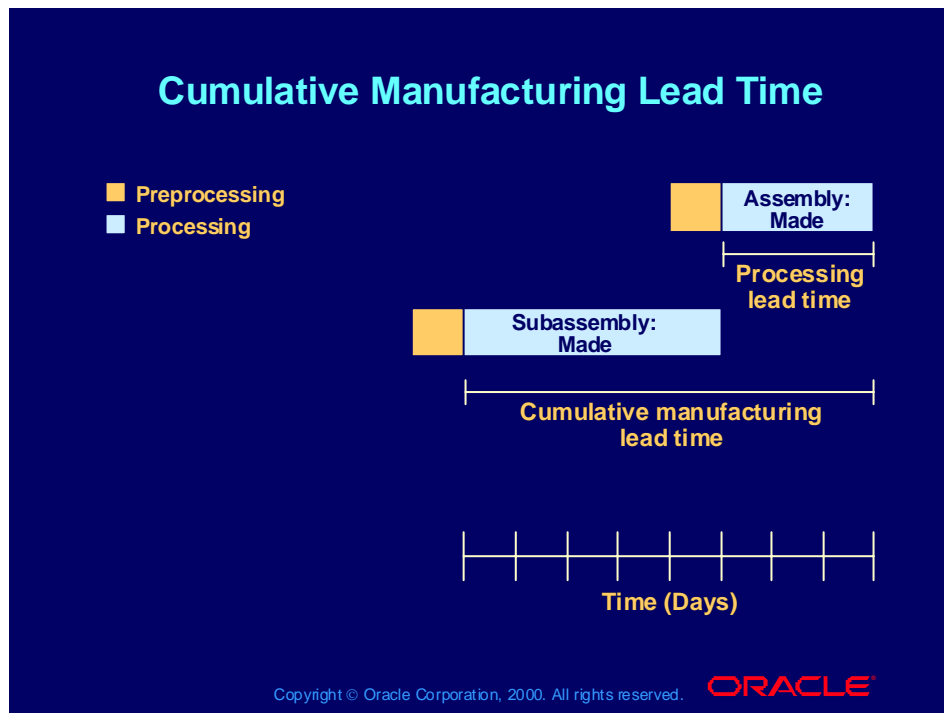 Cumulative Manufacturing Lead Time
Preprocessing
Processing
Assembly:
Made
Processing
lead time
Subassembly:
Made
Cumulative manufacturing
lead time
Time (Days)
Copyright © Oracle Corporation, 2000. All rights reserved.
ORACLE®